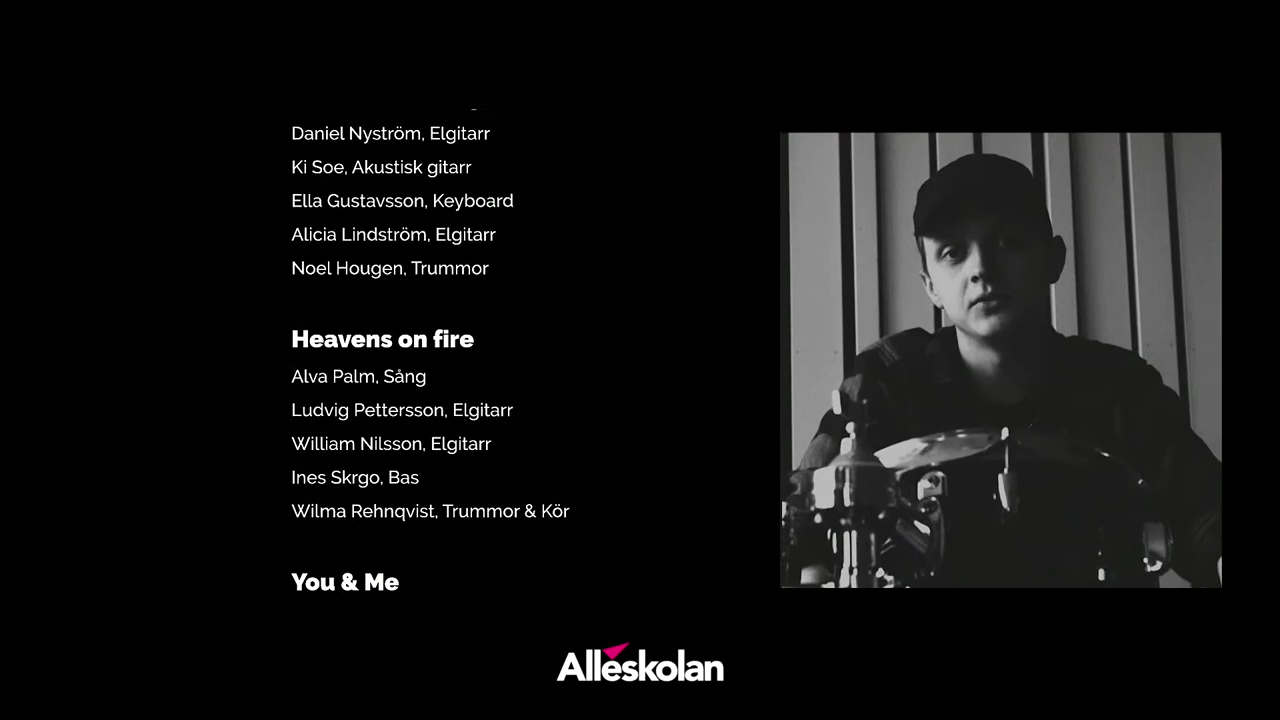 Daniel Nyström, Elgitarr
Ki Soe, Akustisk gitarr
Ella Gustavsson, Keyboard
Alicia Lindström, Elgitarr
Noel Hougen, Trummor
Heavens on fire
Alva Palm, Sång
Ludvig Pettersson, Elgitarr
William Nilsson, Elgitarr
Ines Skrgo, Bas
Wilma Rehnqvist, Trummor & Kör
You & Me
Alléskolan